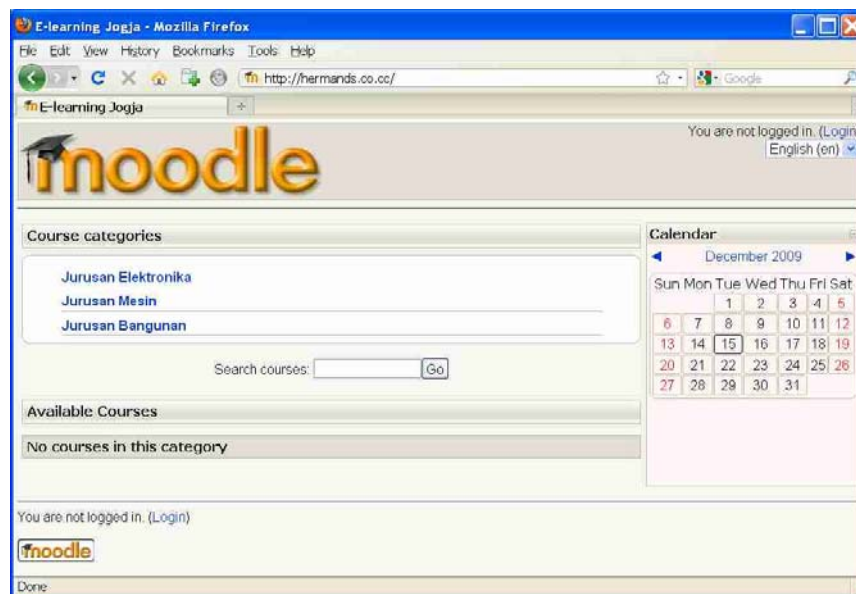 E-learning Jogja - Mozilla Firefox
File Edit View History Bookmarks Tools Help
http://hermands.co.cc/
Google
E-learning Jogja
You are not logged in. (Login
English (en)
moodle
Course categories
Jurusan Elektronika
Jurusan Mesin
Jurusan Bangunan
Search courses: Go
Available Courses
No courses in this category
Calendar
December 2009
Sun Mon Tue Wed Thu Fri Sat
1 2 3 4 5
6 7 8 9 10 11 12
13 14 15 16 17 18 19
20 21 22 23 24 25 26
27 28 29 30 31
You are not logged in. (Login)
moodle
Done